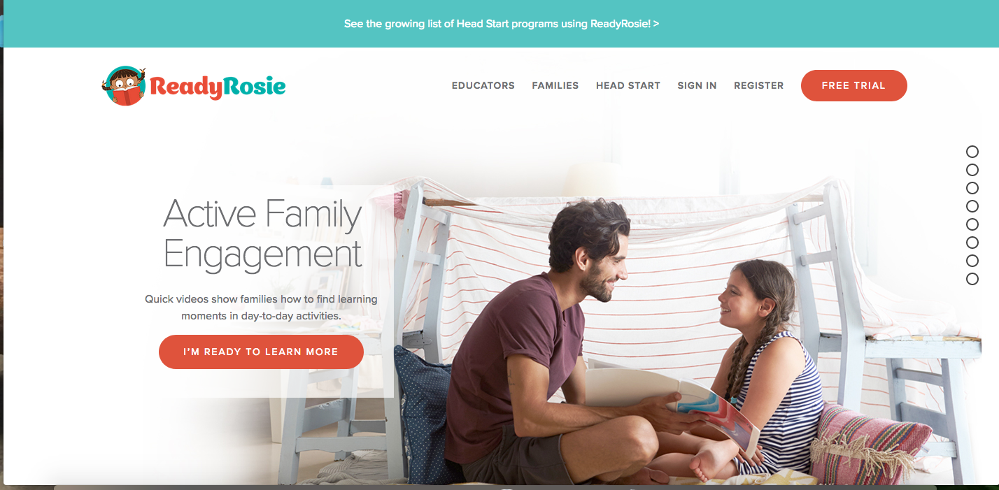 See the growing list of Head Start programs using ReadyRosie! >
ReadyRosie
EDUCATORS FAMILIES HEAD START SIGN IN REGISTER FREE TRIAL
Active Family
Engagement
Quick videos show families how to find learning
moments in day-to-day activities.
I’M READY TO LEARN MORE